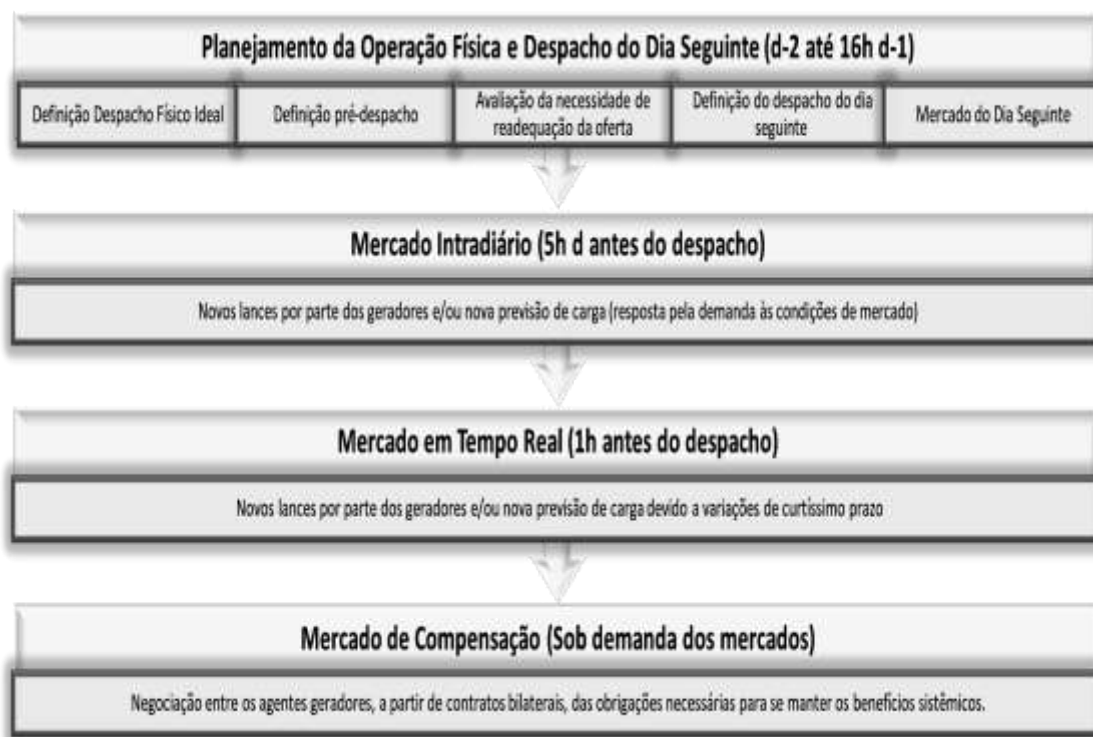 Planejamento da Operação Física e Despacho do Dia Seguinte (d-2 até 16h d-1)
Definição Despacho Físico Ideal
Definição pré-despacho
Avaliação da necessidade de
readequação da oferta
Definição do despacho do dia
seguinte
Mercado do Dia Seguinte
Mercado Intradiário (5h d antes do despacho)
Novos lances por parte dos geradores e/ou nova previsão de carga (resposta pela demanda às condições de mercado)
Mercado em Tempo Real (1h antes do despacho)
Novos lances por parte dos geradores e/ou nova previsão de carga devído a variações de curtíssimo prazo
Mercado de Compensação (Sob demanda dos mercados)
Negociação entre os agentes geradores, a partir de contratos bilaterais, das obrigações necessárias para se manter os benefícios sistêmicos.